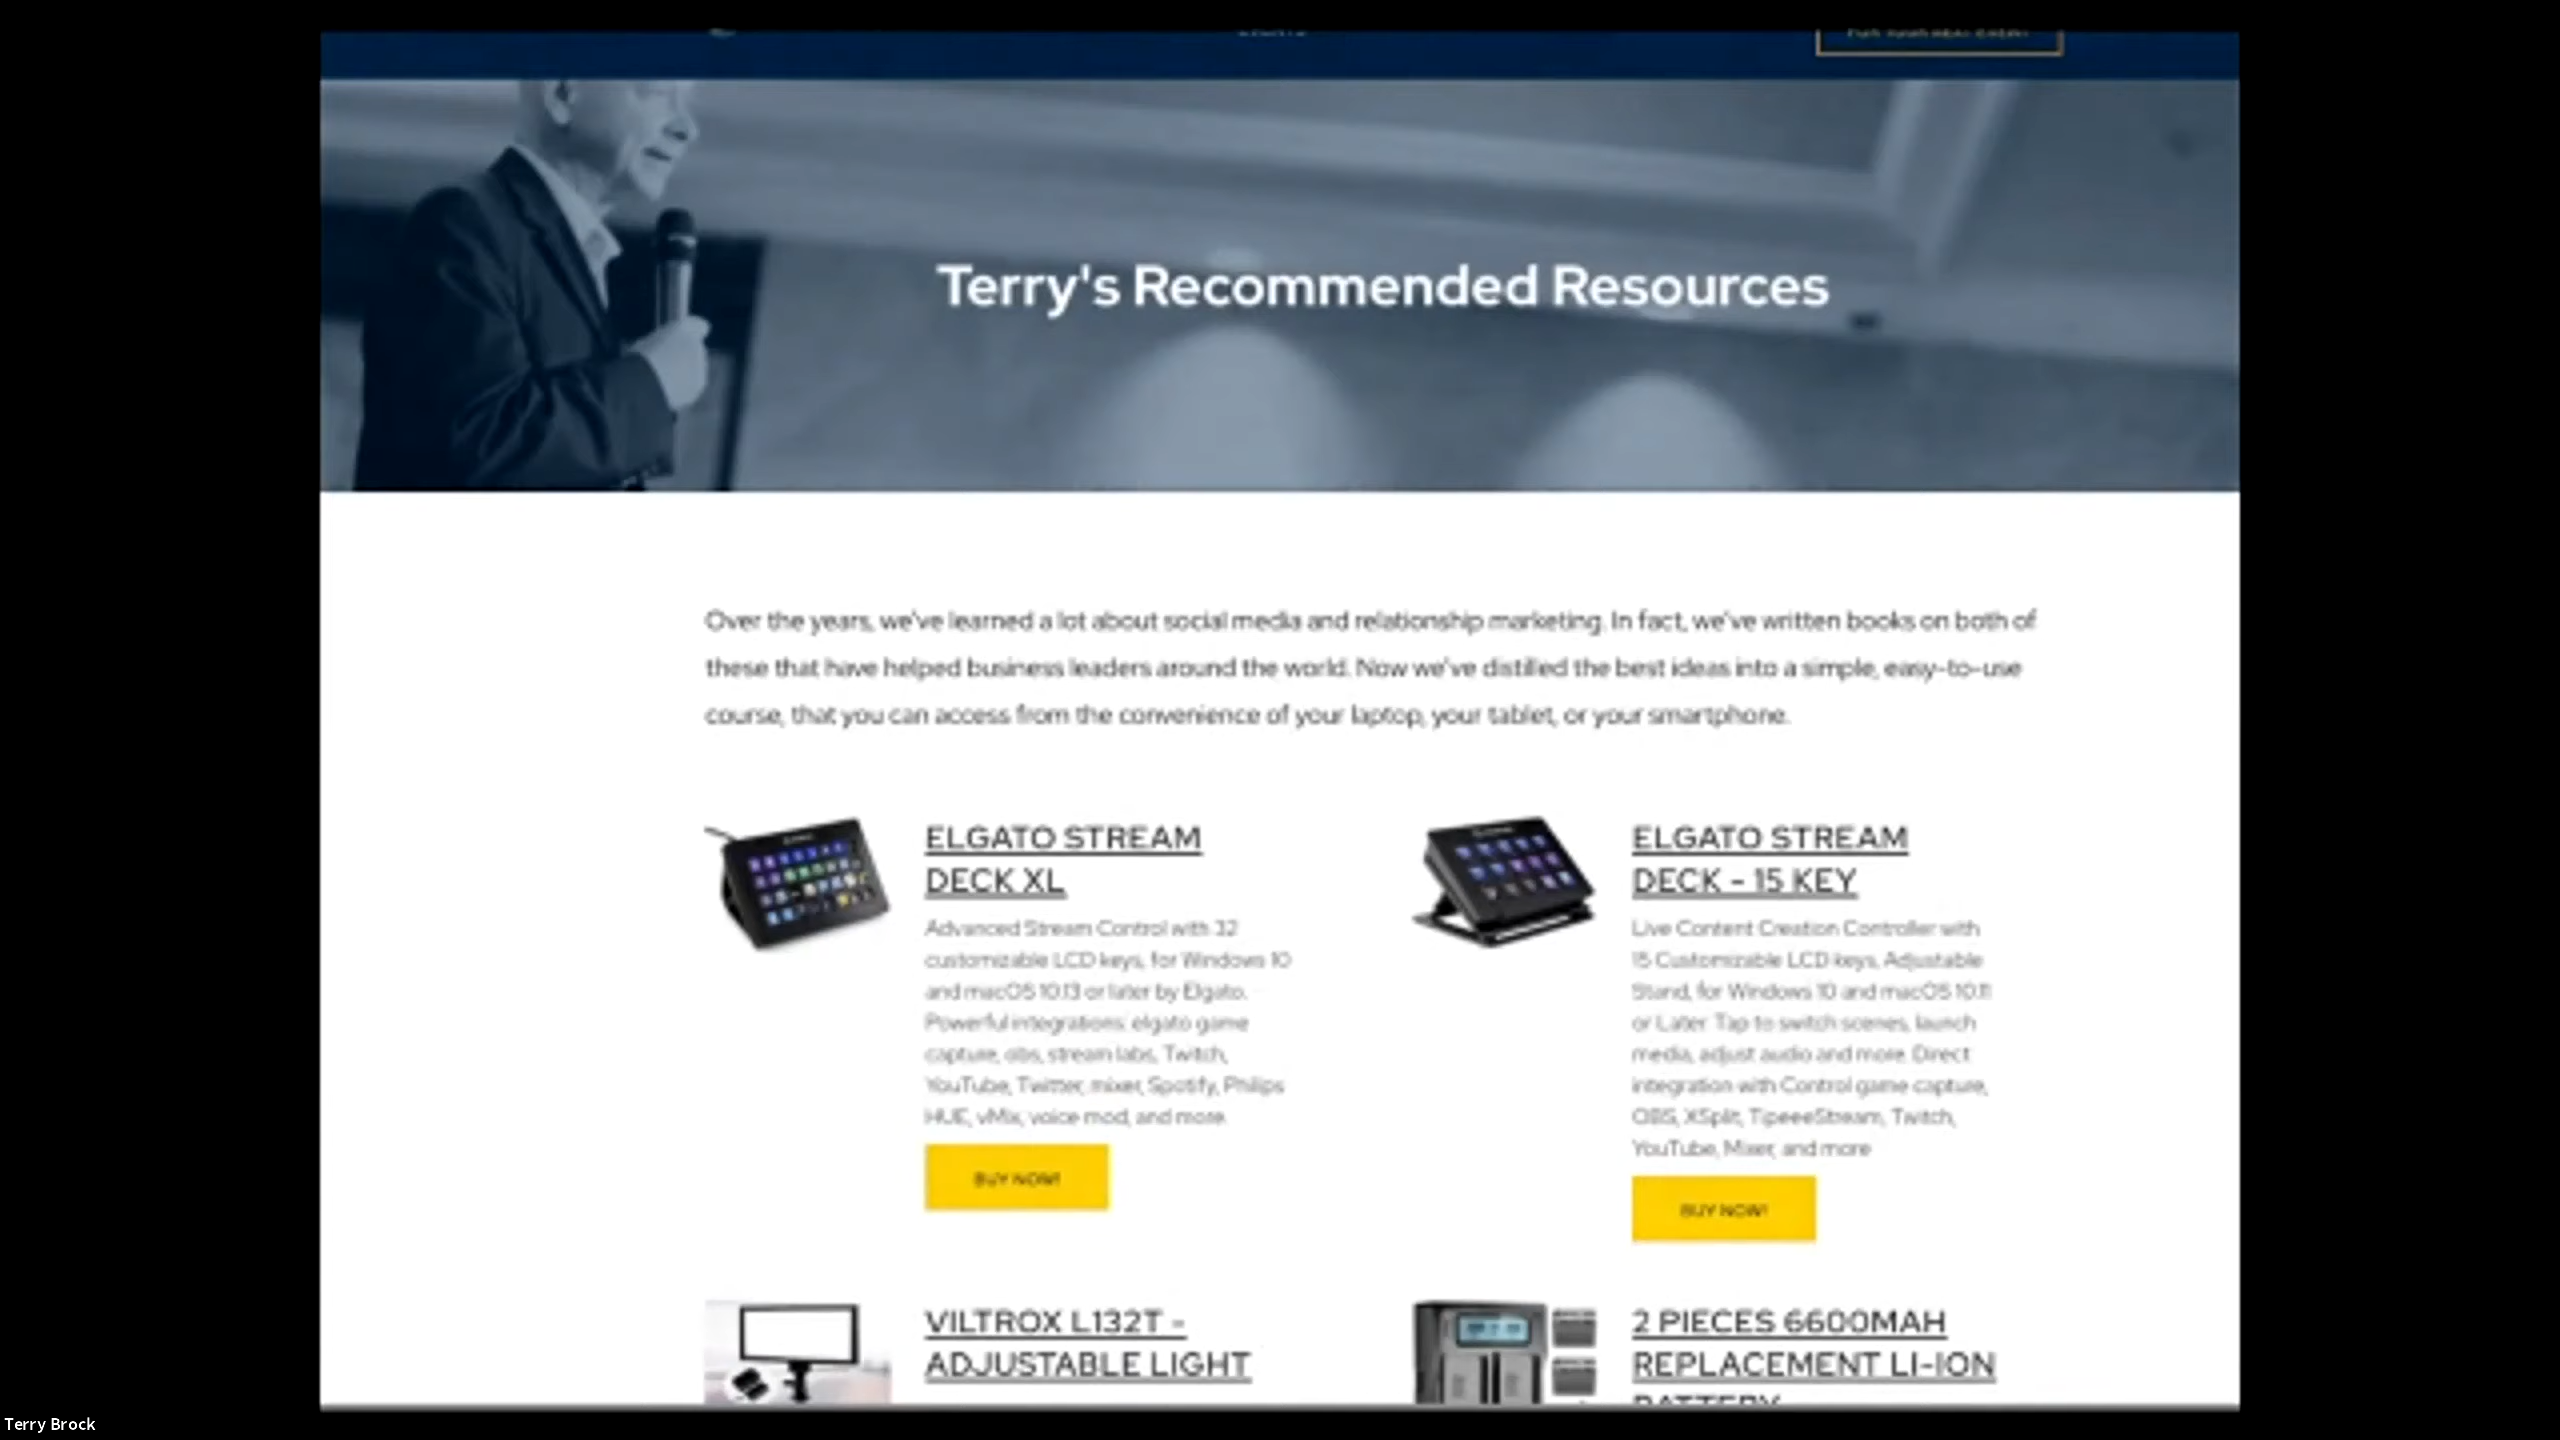 FOR YOUR NEXT EVENT
Terry's Recommended Resources
Over the years, we've learned a lot about social media and relationship marketing. In fact, we've written books on both of
these that have helped business leaders around the world. Now we've distilled the best ideas into a simple, easy-to-use
course, that you can access from the convenience of your laptop, your tablet, or your smartphone.
ELGATO STREAM
DECK XL
Advanced Stream Control with 32
customizable LCD keys, for Windows 10
and macOS 10.13 or later by Elgato.
Powerful integrations: elgato game
capture, obs, stream labs, Twitch,
YouTube, Twitter, mixer, Spotify, Philips
HUE, vMix, voice mod, and more.
BUY NOW!
ELGATO STREAM
DECK - 15 KEY
Live Content Creation Controller with
15 Customizable LCD keys, Adjustable
Stand, for Windows 10 and macOS 10.11
or Later. Tap to switch scenes, launch
media, adjust audio and more. Direct
integration with Control game capture,
OBS, XSplit, TipeeeStream, Twitch,
YouTube, Mixer, and more
BUY NOW!
VILTROX L132T -
ADJUSTABLE LIGHT
2 PIECES 6600MAH
REPLACEMENT LI-ION
BATTERY
Terry Brock